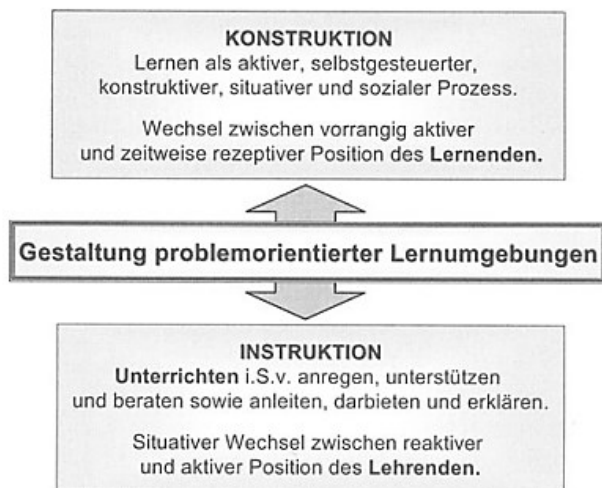 KONSTRUKTION
Lernen als aktiver, selbstgesteuerter,
konstruktiver, situativer und sozialer Prozess.
Wechsel zwischen vorrangig aktiver
und zeitweise rezeptiver Position des Lernenden.
Gestaltung problemorientierter Lernumgebungen
INSTRUKTION
Unterrichten i.S.v. anregen, unterstützen
und beraten sowie anleiten, darbieten und erklären.
Situativer Wechsel zwischen reaktiver
und aktiver Position des Lehrenden.